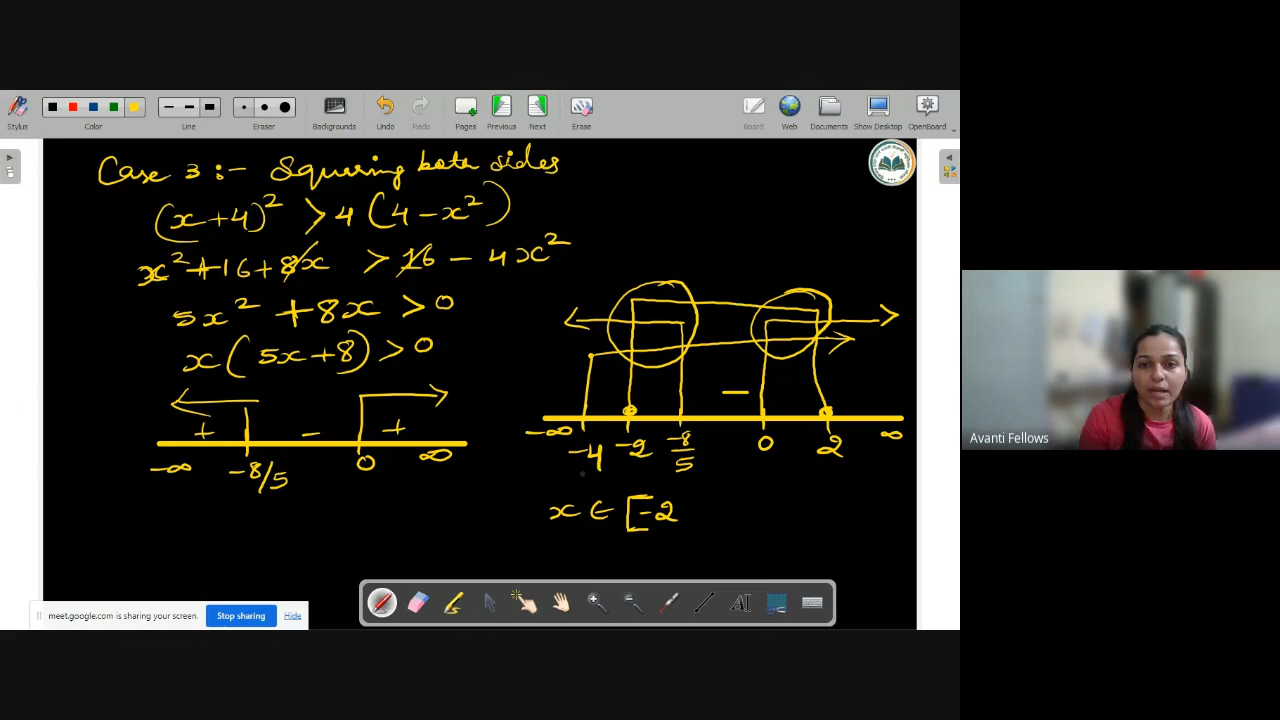 Stylus
Color
Line
Eraser
Backgrounds
Undo
Redo
Pages
Previous
Next
Erase
Board
Web
Documents
Show Desktop
OpenBoard
Case 3 :- Squaring both sides
(x+4)² > 4(4-x²)
x²+16+8x > 16 - 4x²
5x² + 8x > 0
x(5x+8) > 0
+ - +
-∞ -8/5 0 ∞
-
-∞ -4 -2 -8/5 0 2 ∞
x ∈ [-2
Avanti Fellows
meet.google.com is sharing your screen.
Stop sharing
Hide